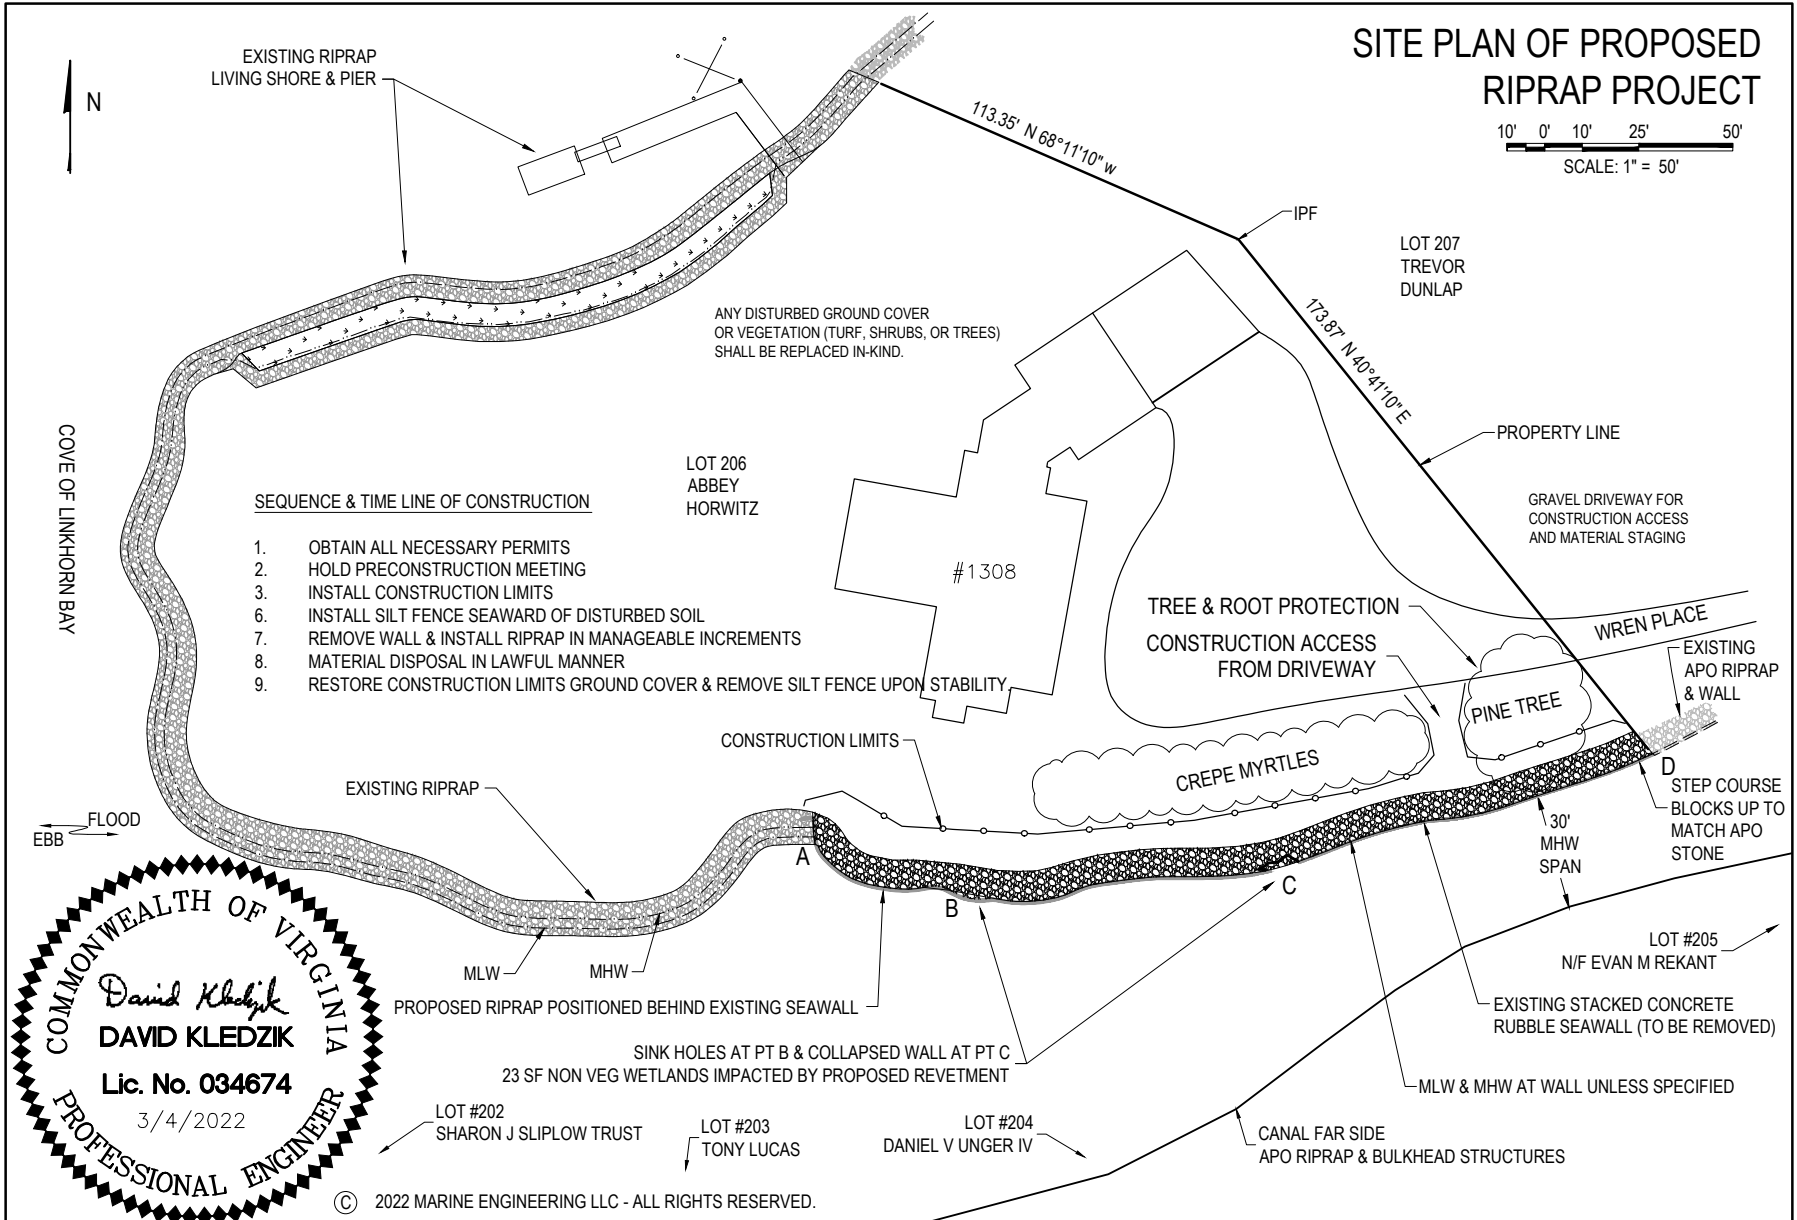 SITE PLAN OF PROPOSED
RIPRAP PROJECT
10' 0' 10' 25' 50'
SCALE: 1" = 50'
EXISTING RIPRAP
LIVING SHORE & PIER
N
113.35' N 68°11'10" w
IPF
LOT 207
TREVOR
DUNLAP
ANY DISTURBED GROUND COVER
OR VEGETATION (TURF, SHRUBS, OR TREES)
SHALL BE REPLACED IN-KIND.
173.87' N 40°41'10" E
PROPERTY LINE
COVE OF LINKHORN BAY
LOT 206
ABBEY
HORWITZ
GRAVEL DRIVEWAY FOR
CONSTRUCTION ACCESS
AND MATERIAL STAGING
SEQUENCE & TIME LINE OF CONSTRUCTION
1. OBTAIN ALL NECESSARY PERMITS
2. HOLD PRECONSTRUCTION MEETING
3. INSTALL CONSTRUCTION LIMITS
6. INSTALL SILT FENCE SEAWARD OF DISTURBED SOIL
7. REMOVE WALL & INSTALL RIPRAP IN MANAGEABLE INCREMENTS
8. MATERIAL DISPOSAL IN LAWFUL MANNER
9. RESTORE CONSTRUCTION LIMITS GROUND COVER & REMOVE SILT FENCE UPON STABILITY.
#1308
TREE & ROOT PROTECTION
CONSTRUCTION ACCESS
FROM DRIVEWAY
WREN PLACE
EXISTING
APO RIPRAP
& WALL
PINE TREE
CONSTRUCTION LIMITS
CREPE MYRTLES
D
STEP COURSE
BLOCKS UP TO
MATCH APO
STONE
EXISTING RIPRAP
FLOOD
EBB
A
B
C
30'
MHW
SPAN
MLW
MHW
PROPOSED RIPRAP POSITIONED BEHIND EXISTING SEAWALL
LOT #205
N/F EVAN M REKANT
EXISTING STACKED CONCRETE
RUBBLE SEAWALL (TO BE REMOVED)
SINK HOLES AT PT B & COLLAPSED WALL AT PT C
23 SF NON VEG WETLANDS IMPACTED BY PROPOSED REVETMENT
MLW & MHW AT WALL UNLESS SPECIFIED
COMMONWEALTH OF VIRGINIA
David Kledzik
DAVID KLEDZIK
Lic. No. 034674
3/4/2022
PROFESSIONAL ENGINEER
LOT #202
SHARON J SLIPLOW TRUST
LOT #203
TONY LUCAS
LOT #204
DANIEL V UNGER IV
CANAL FAR SIDE
APO RIPRAP & BULKHEAD STRUCTURES
© 2022 MARINE ENGINEERING LLC - ALL RIGHTS RESERVED.